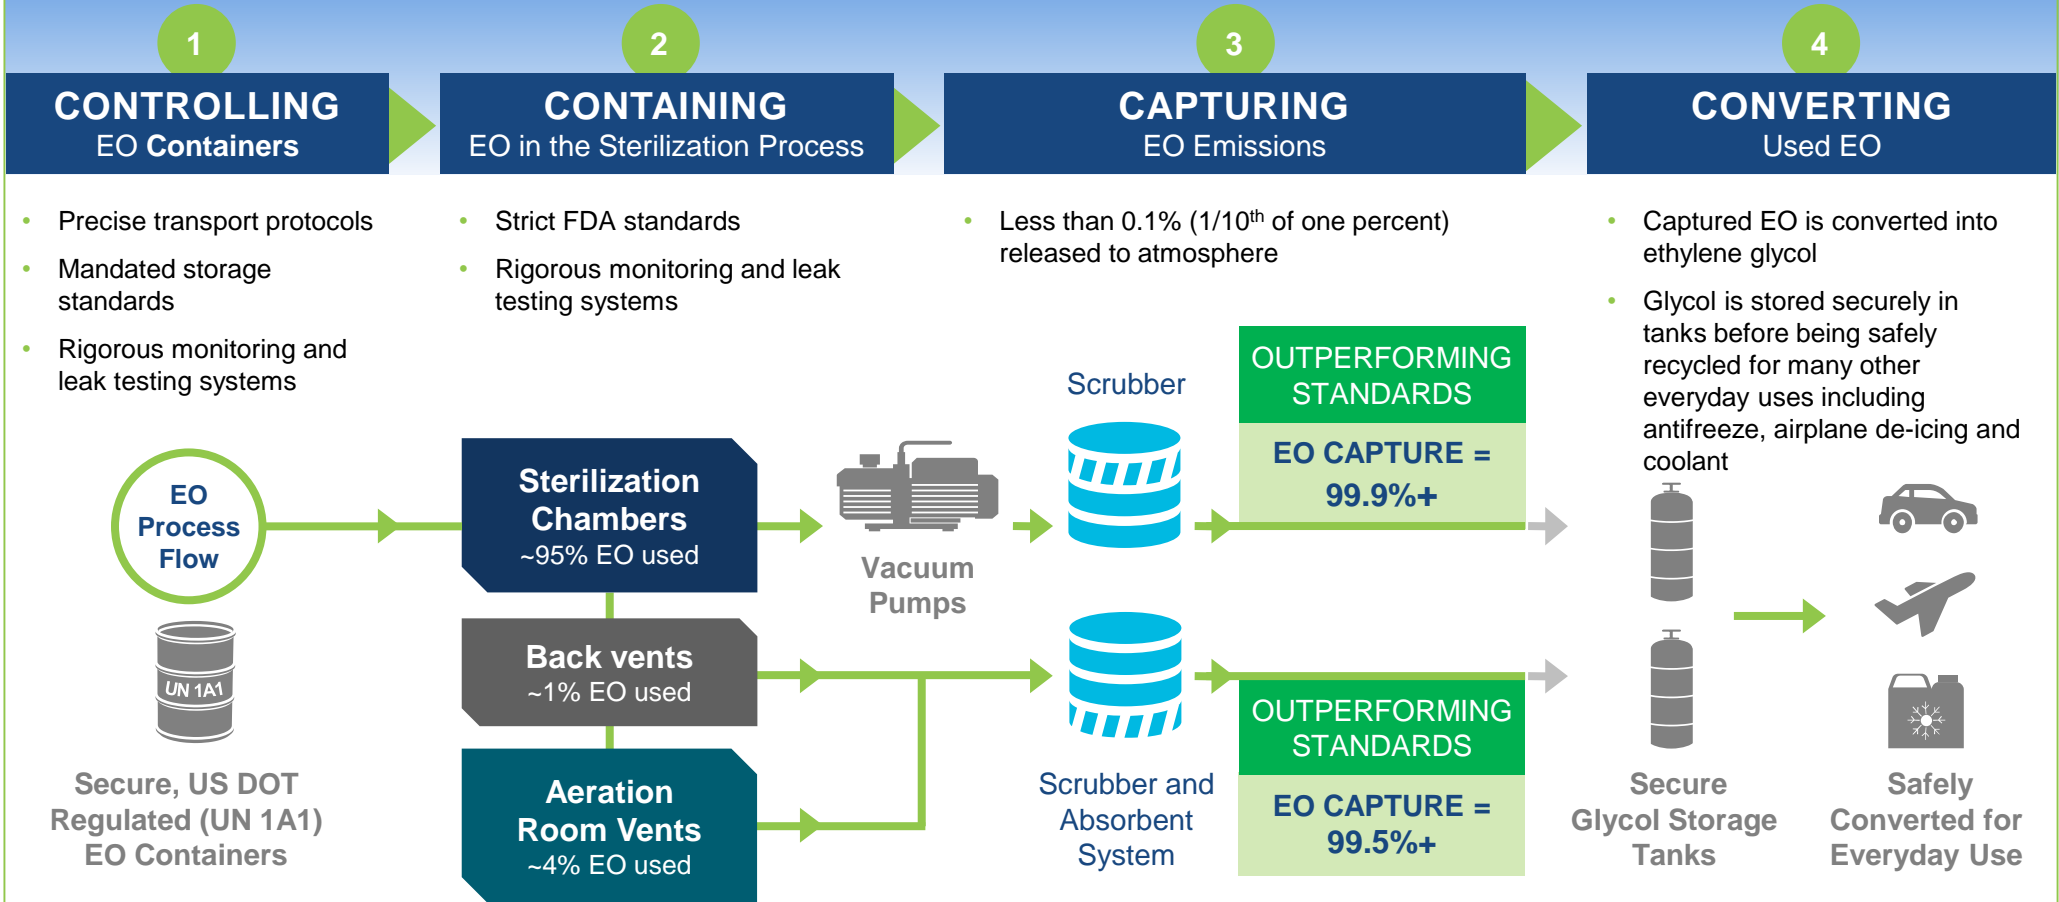 1
CONTROLLING
EO Containers
• Precise transport protocols
• Mandated storage
standards
• Rigorous monitoring and
leak testing systems
EO
Process
Flow
UN 1A1
Secure, US DOT
Regulated (UN 1A1)
EO Containers
2
CONTAINING
EO in the Sterilization Process
• Strict FDA standards
• Rigorous monitoring and leak
testing systems
Sterilization
Chambers
~95% EO used
Back vents
~1% EO used
Aeration
Room Vents
~4% EO used
3
CAPTURING
EO Emissions
• Less than 0.1% (1/10th of one percent)
released to atmosphere
Vacuum
Pumps
Scrubber
OUTPERFORMING
STANDARDS
EO CAPTURE =
99.9%+
Scrubber and
Absorbent
System
OUTPERFORMING
STANDARDS
EO CAPTURE =
99.5%+
4
CONVERTING
Used EO
• Captured EO is converted into
ethylene glycol
• Glycol is stored securely in
tanks before being safely
recycled for many other
everyday uses including
antifreeze, airplane de-icing and
coolant
Secure
Glycol Storage
Tanks
Safely
Converted for
Everyday Use